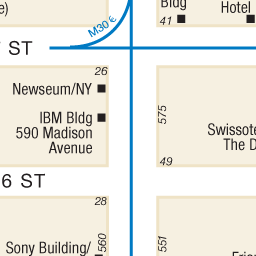 e)
M30 €
Bldg
41
Hotel
ST
26
Newseum/NY
IBM Bldg
590 Madison
Avenue
575
Swissote
The D
49
6 ST
28
Sony Building/
560
551